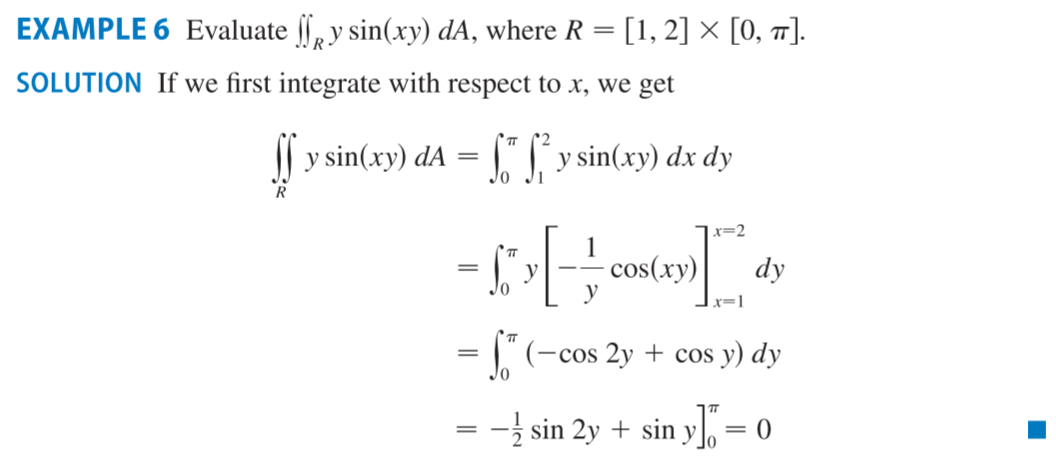 EXAMPLE 6 Evaluate ∬_R y sin(xy) dA, where R = [1, 2] × [0, π].
SOLUTION If we first integrate with respect to x, we get
∬_R y sin(xy) dA = ∫_0^π ∫_1^2 y sin(xy) dx dy
= ∫_0^π y[−1/y cos(xy)]_{x=1}^{x=2} dy
= ∫_0^π (−cos 2y + cos y) dy
= −1/2 sin 2y + sin y]_0^π = 0